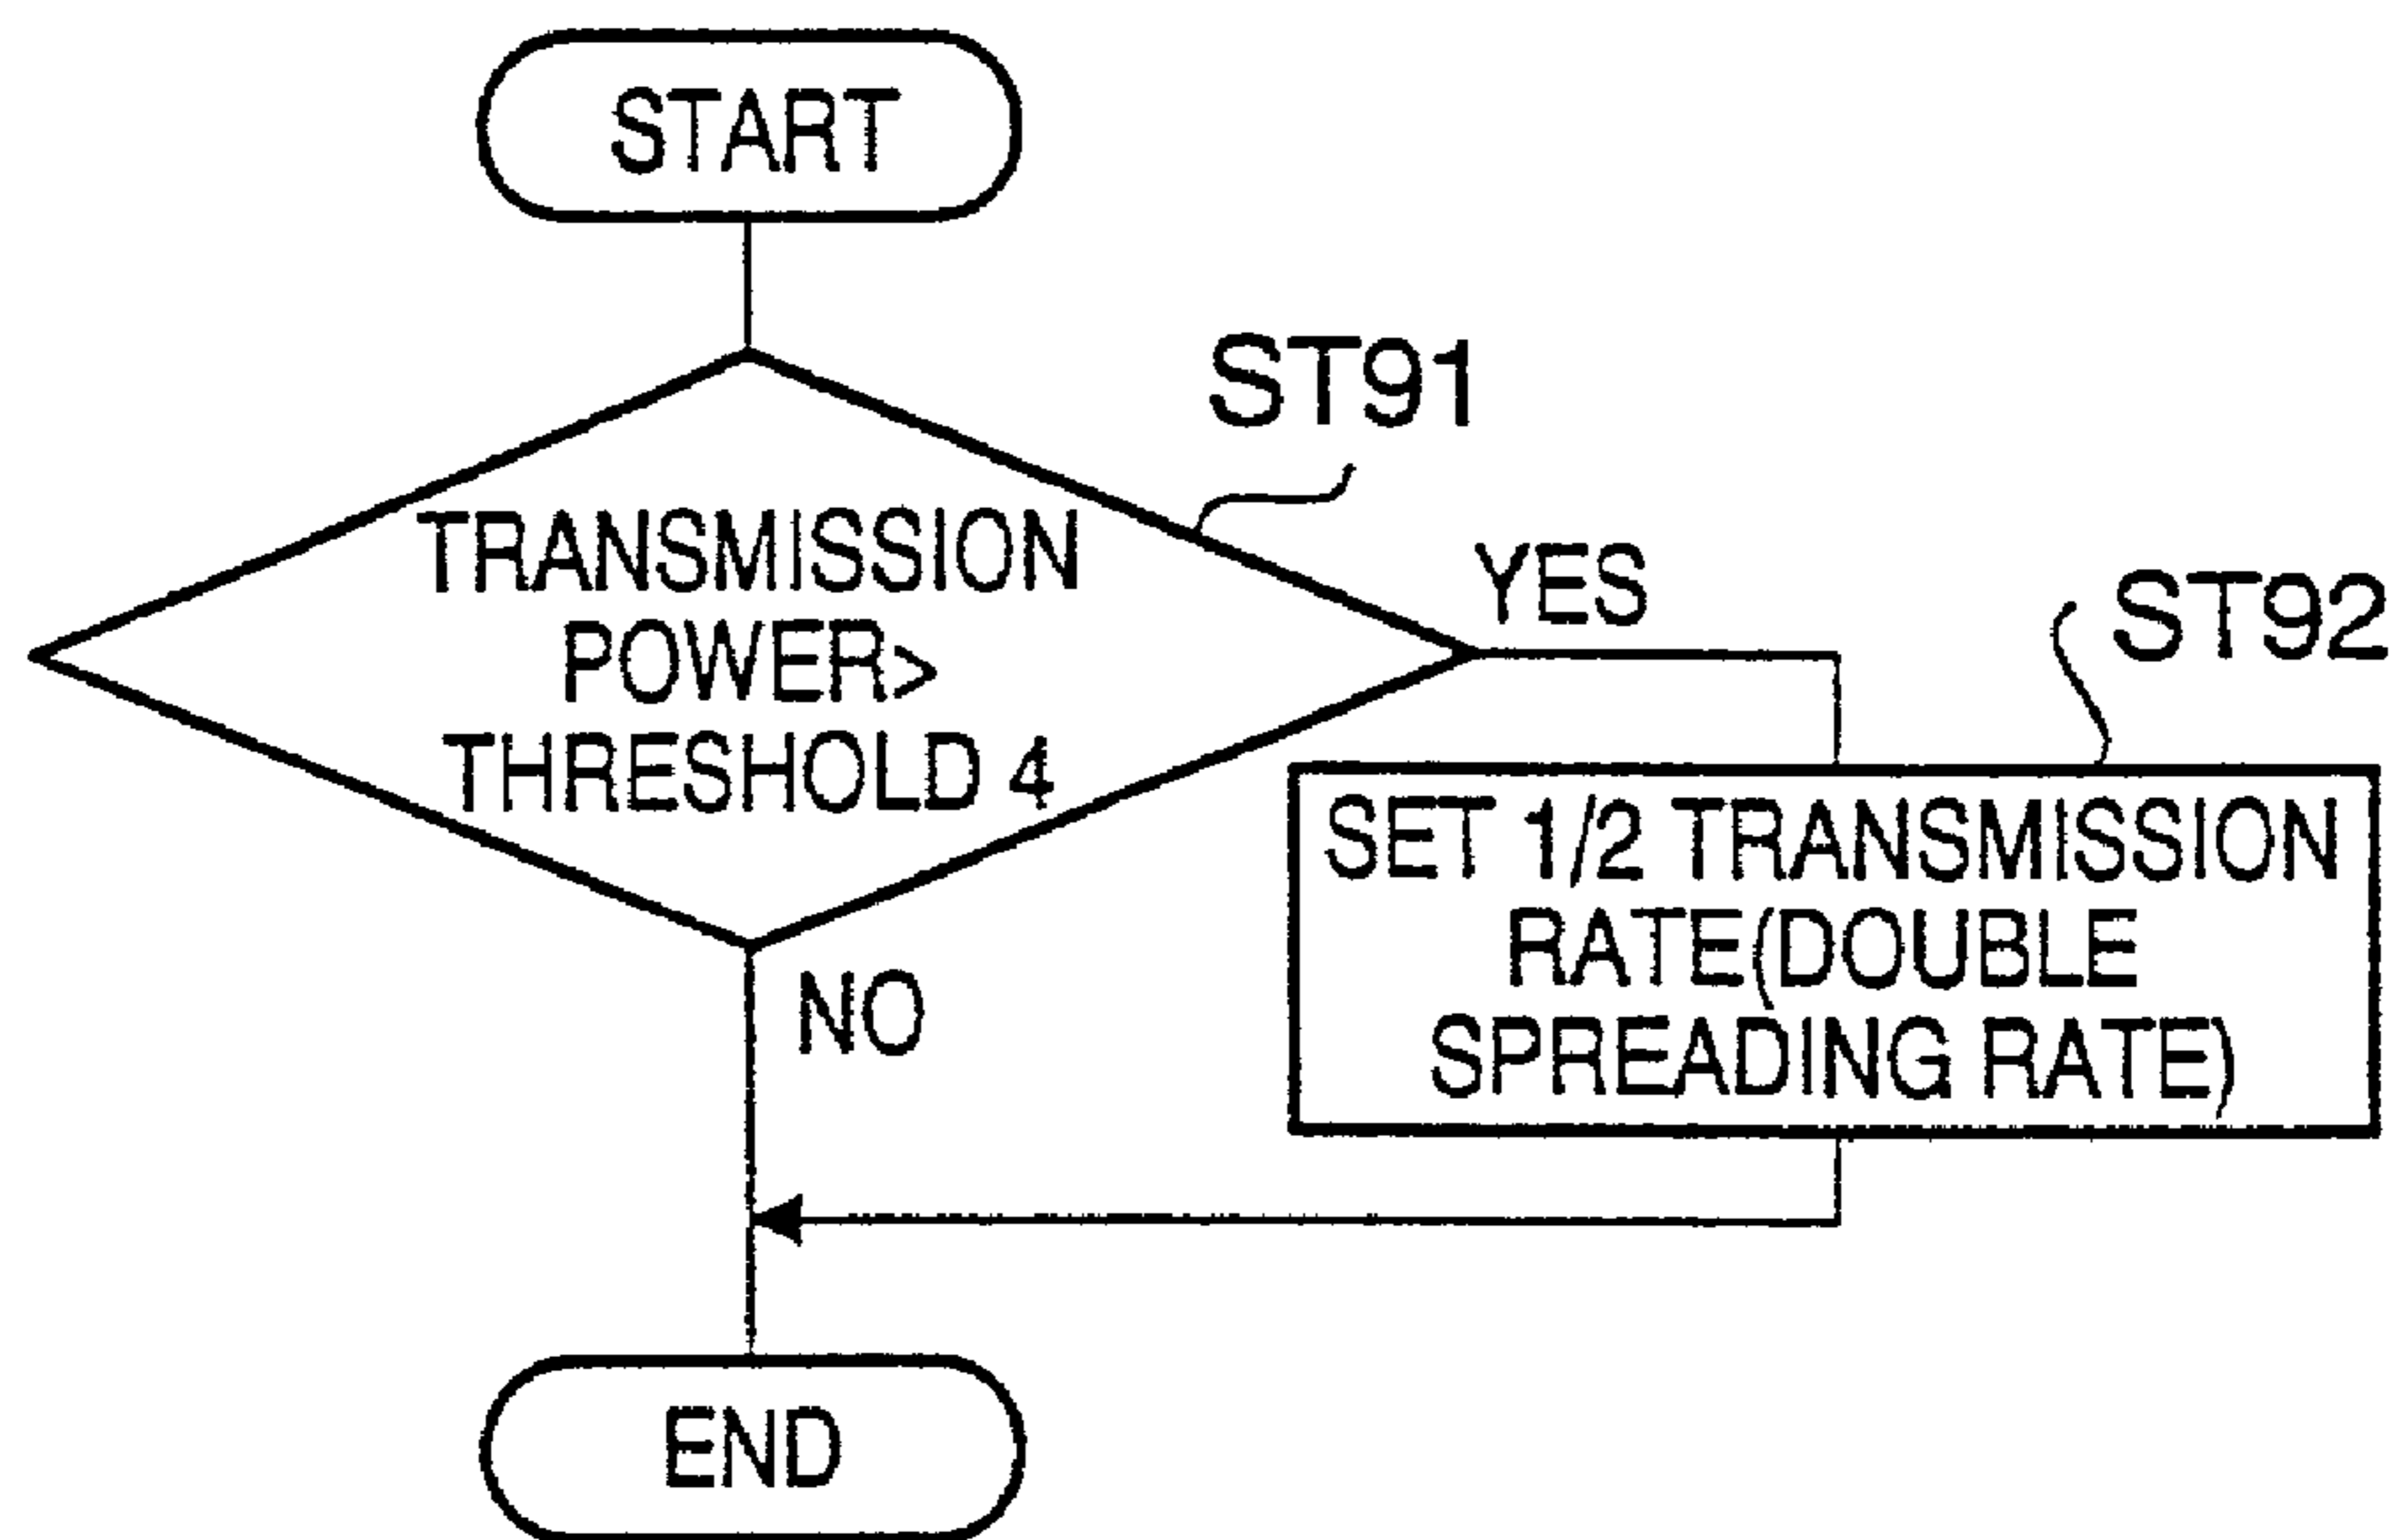 START
ST91
TRANSMISSION
POWER>
THRESHOLD 4
YES
ST92
SET 1/2 TRANSMISSION
RATE(DOUBLE
SPREADING RATE)
NO
END